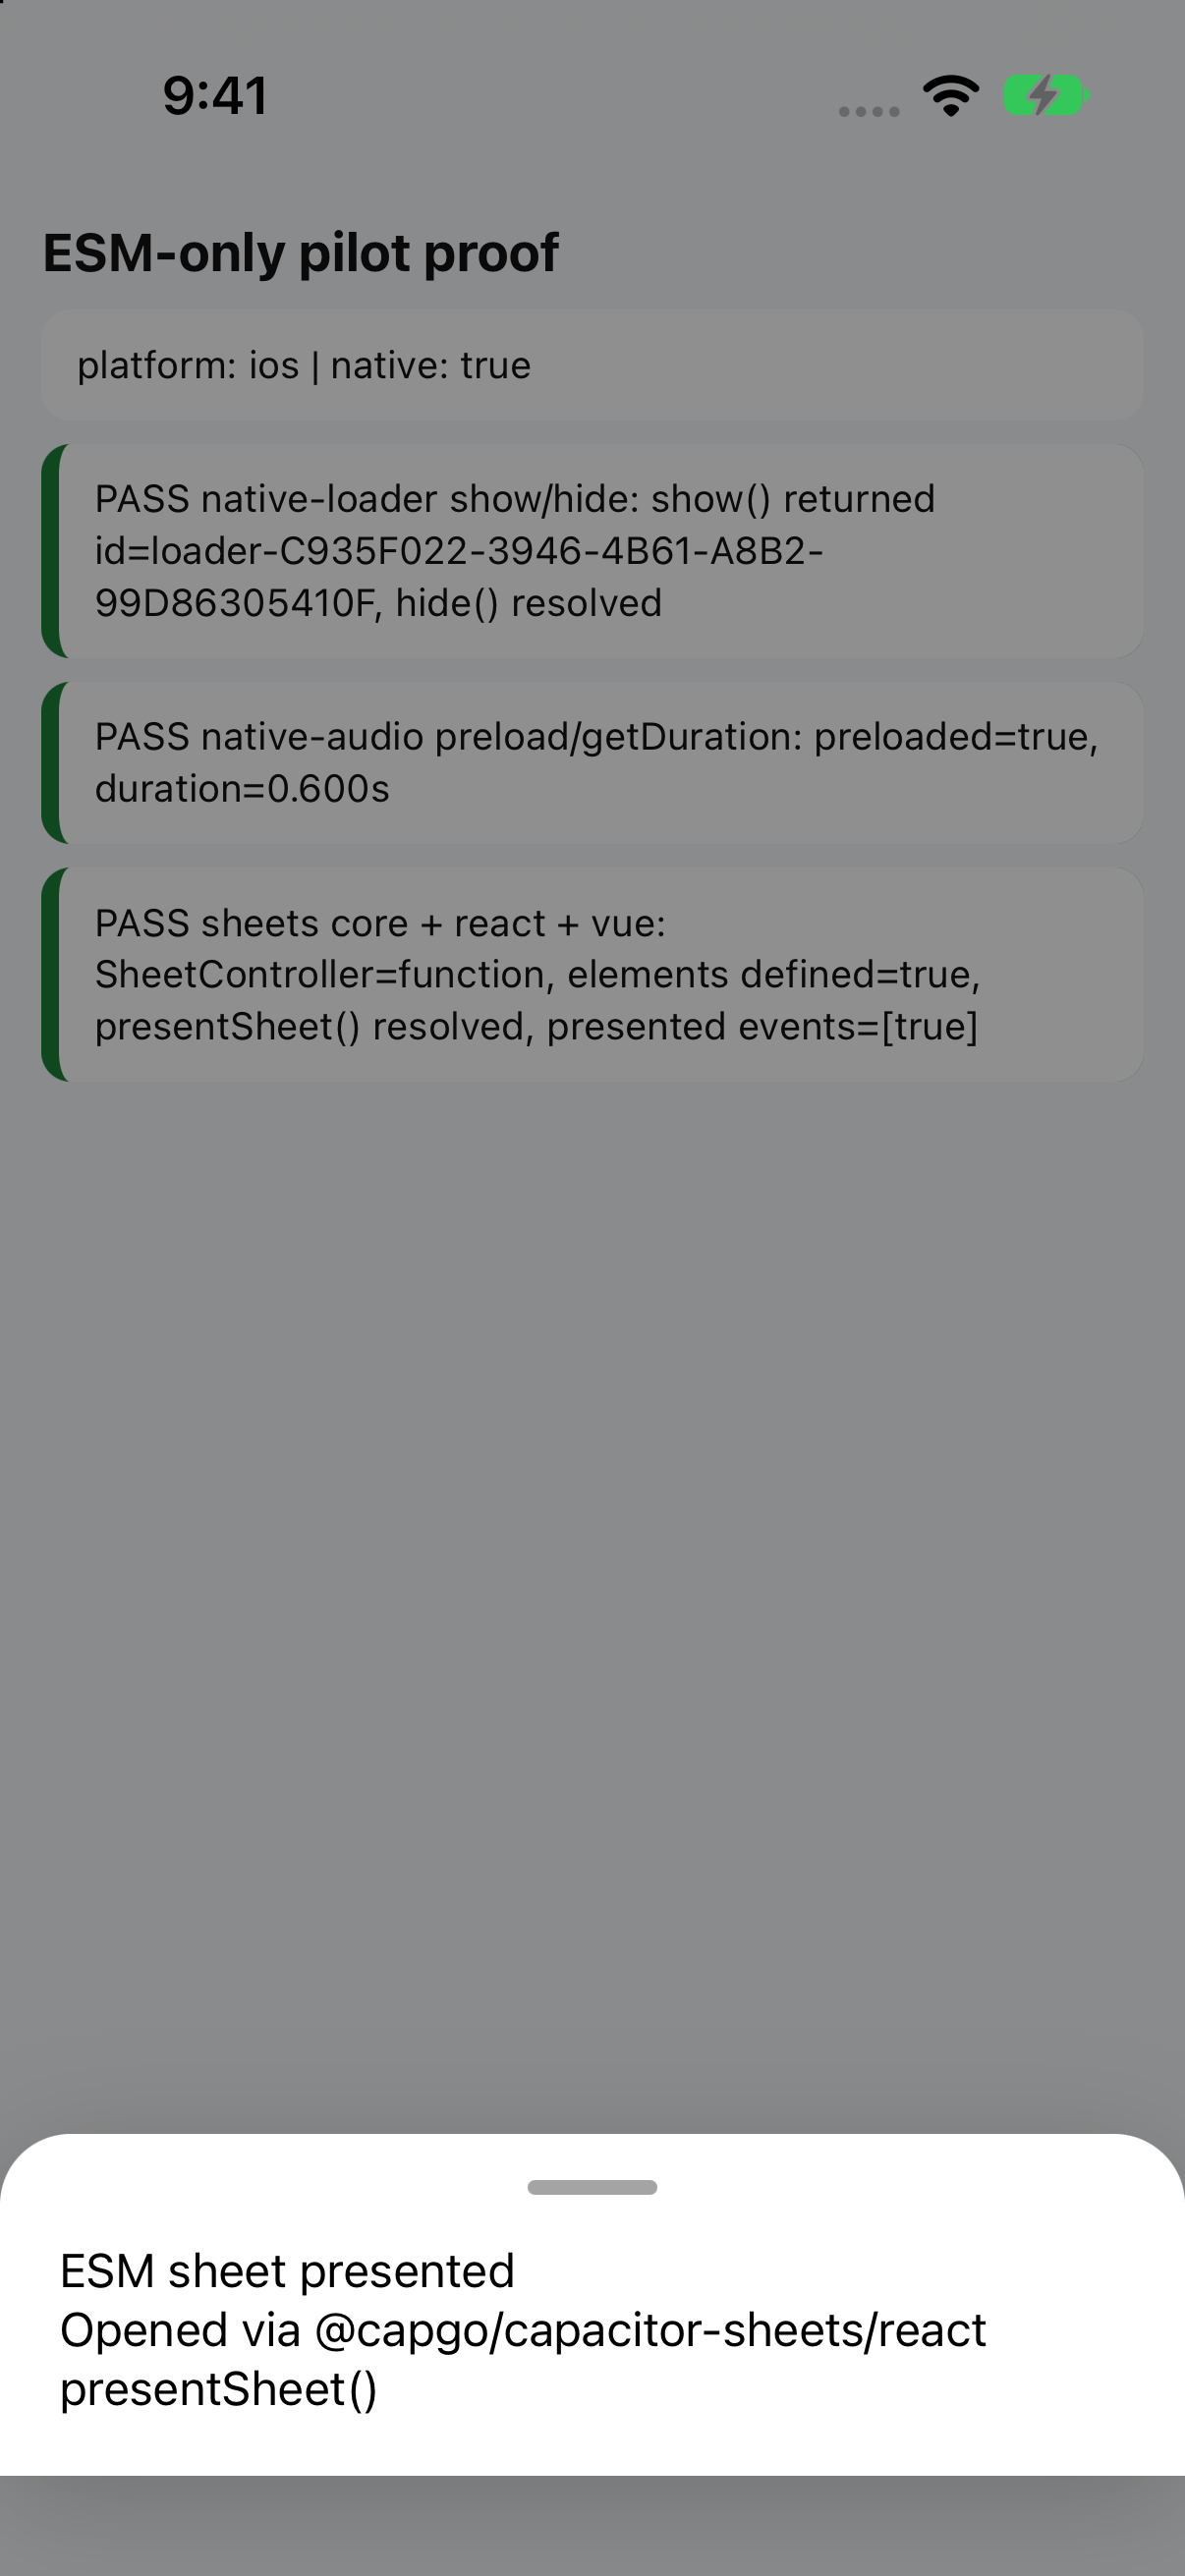 9:41
ESM-only pilot proof
platform: ios | native: true
PASS native-loader show/hide: show() returned
id=loader-C935F022-3946-4B61-A8B2-
99D86305410F, hide() resolved
PASS native-audio preload/getDuration: preloaded=true,
duration=0.600s
PASS sheets core + react + vue:
SheetController=function, elements defined=true,
presentSheet() resolved, presented events=[true]
ESM sheet presented
Opened via @capgo/capacitor-sheets/react
presentSheet()